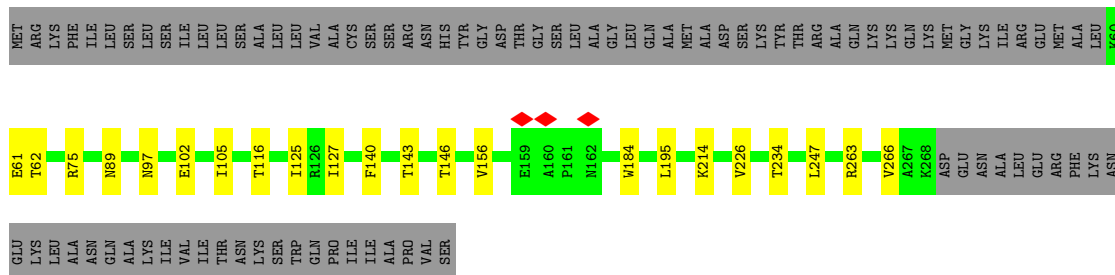 MET ARG LYS PHE ILE LEU SER LEU SER ILE LEU LEU SER ALA LEU LEU VAL ALA CYS SER SER ARG ASN HIS TYR GLY ASP THR GLY SER LEU ALA GLY LEU GLN ALA MET ALA ASP SER LYS TYR THR ARG ALA GLN LYS LYS GLN LYS MET GLY LYS ILE ARG GLU MET ALA LEU K60
E61 T62 R75 N89 N97 E102 I105 T116 I125 R126 I127 F140 T143 T146 V156 E159 A160 P161 N162 W184 L195 K214 V226 T234 L247 R263 V266 A267 K268 ASP GLU ASN ALA LEU GLU ARG PHE LYS ASN
GLU LYS LEU ALA ASN GLN ALA LYS ILE VAL ILE THR ASN LYS SER TRP GLN PRO ILE ILE ALA PRO VAL SER